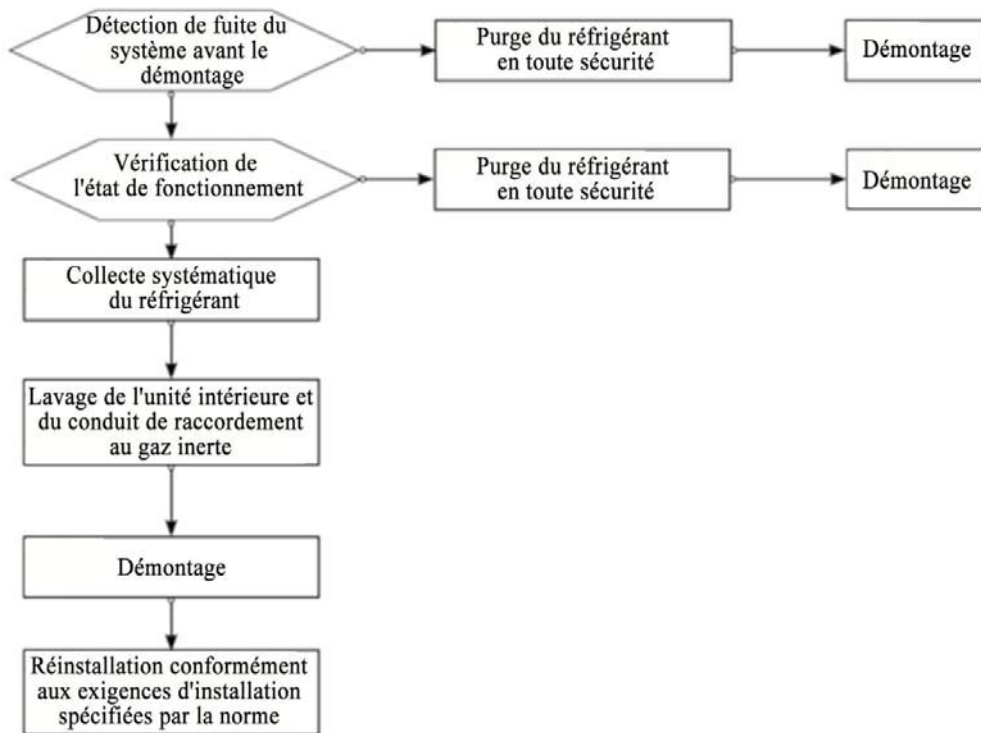 Détection de fuite du
système avant le
démontage
Purge du réfrigérant
en toute sécurité
Démontage
Vérification de
l'état de fonctionnement
Purge du réfrigérant
en toute sécurité
Démontage
Collecte systématique
du réfrigérant
Lavage de l'unité intérieure et
du conduit de raccordement
au gaz inerte
Démontage
Réinstallation conformément
aux exigences d'installation
spécifiées par la norme